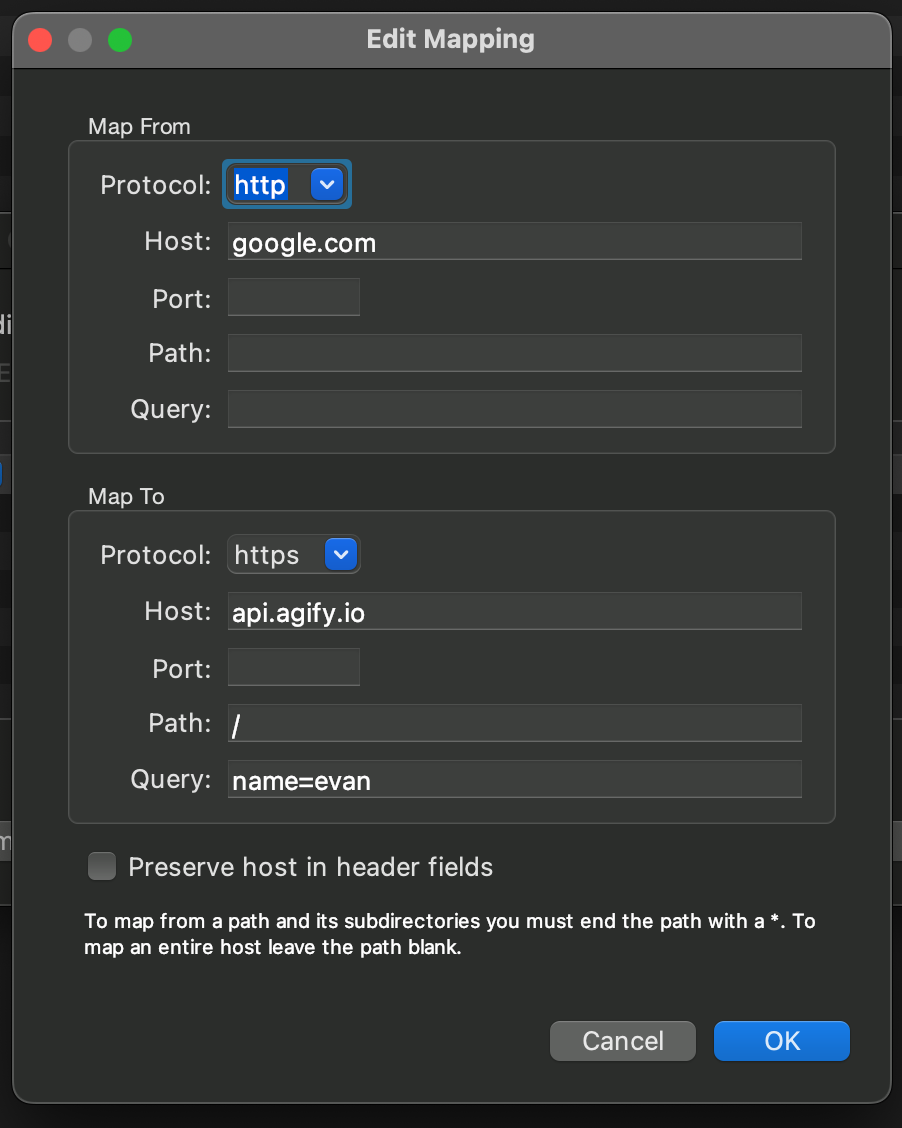 Edit Mapping
Map From
Protocol: http
Host: google.com
Port:
Path:
Query:
Map To
Protocol: https
Host: api.agify.io
Port:
Path: /
Query: name=evan
Preserve host in header fields
To map from a path and its subdirectories you must end the path with a *. To
map an entire host leave the path blank.
Cancel OK